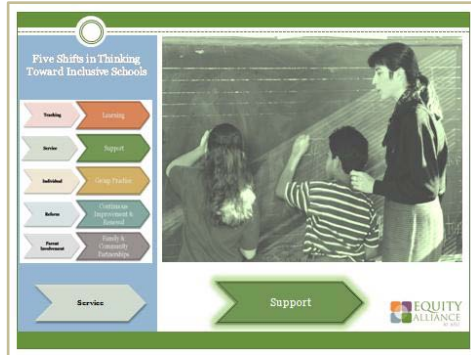 Five Shifts in Thinking
Toward Inclusive Schools
Teaching
Learning
Service
Support
Individual
Group Practice
Reform
Continuous
Improvement &
Renewal
Parent
Involvement
Family &
Community
Partnerships
Service
Support
EQUITY
ALLIANCE